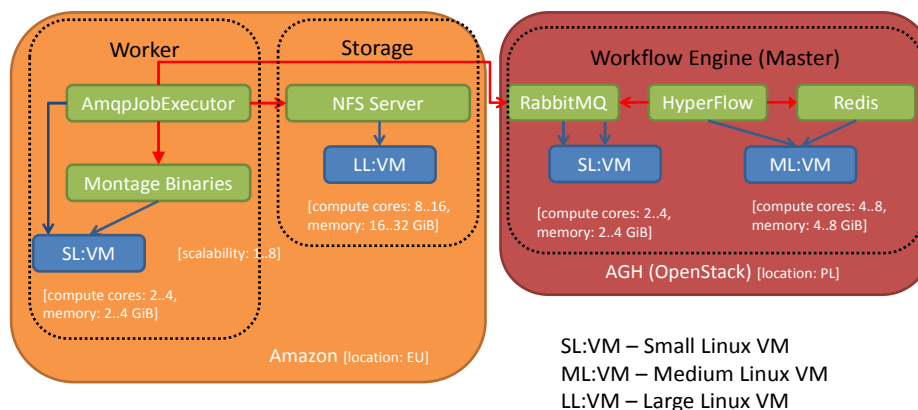 Worker
Storage
Workflow Engine (Master)
AmqpJobExecutor
NFS Server
RabbitMQ
HyperFlow
Redis
LL:VM
SL:VM
ML:VM
Montage Binaries
[compute cores: 8..16,
memory: 16..32 GiB]
[compute cores: 2..4,
memory: 2..4 GiB]
[compute cores: 4..8,
memory: 4..8 GiB]
SL:VM
[scalability: 1..8]
AGH (OpenStack) [location: PL]
[compute cores: 2..4,
memory: 2..4 GiB]
Amazon [location: EU]
SL:VM – Small Linux VM
ML:VM – Medium Linux VM
LL:VM – Large Linux VM